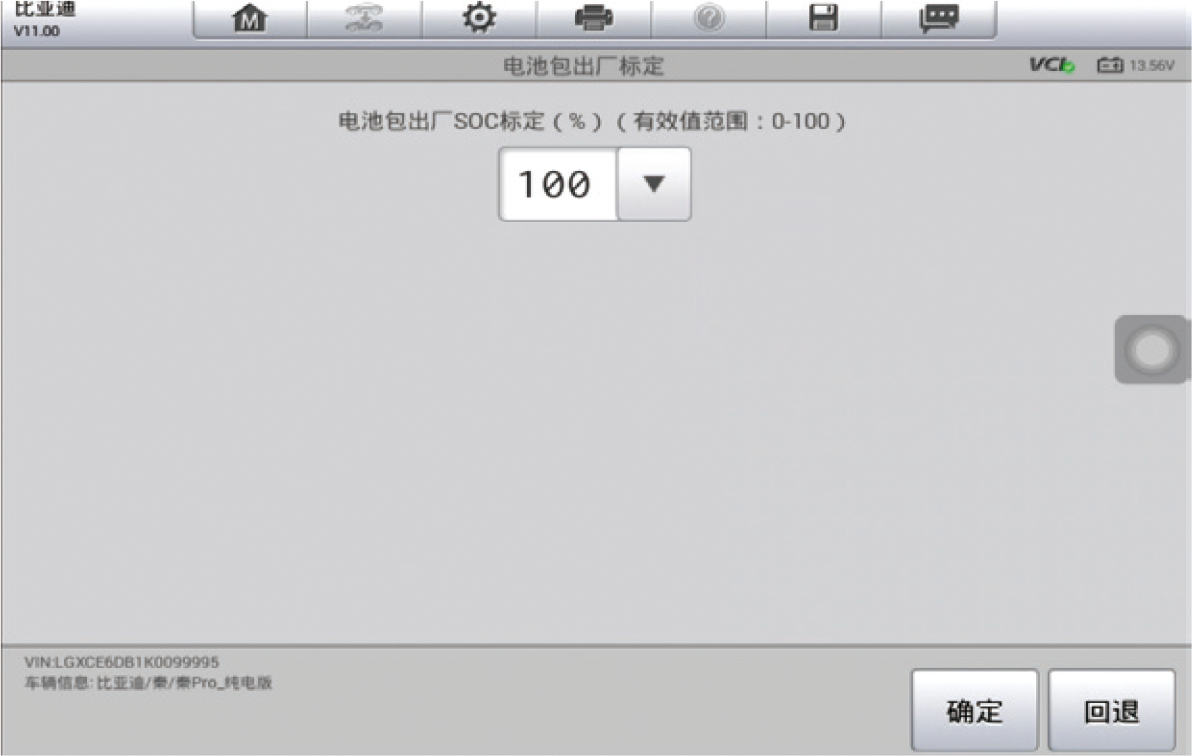 比亚迪
V11.00
M
电池包出厂标定
VCI
13.56V
电池包出厂SOC标定（%）（有效值范围：0-100）
100
VIN:LGXCE6DB1K0099995
车辆信息:比亚迪/秦/秦Pro_纯电版
确定
回退